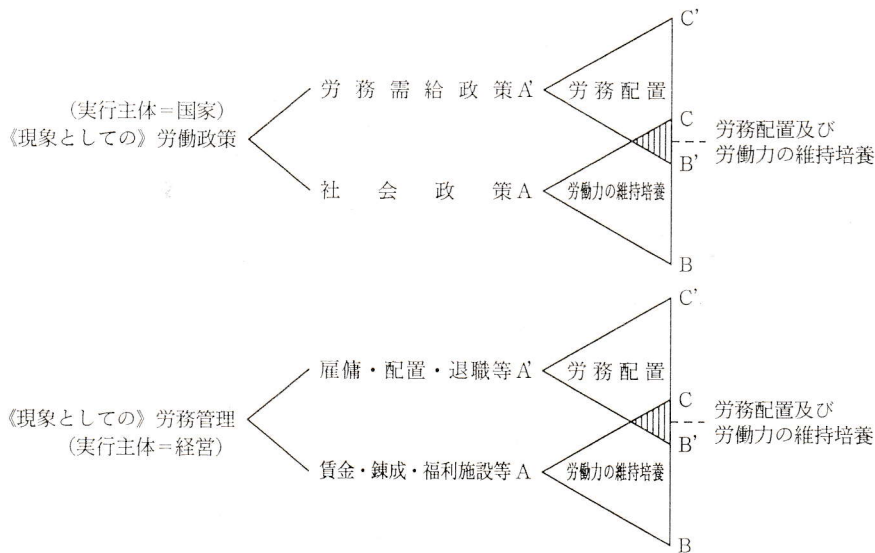 C'
労務需給政策A' 労務配置
(実行主体=国家)
《現象としての》労働政策
C
労務配置及び
労働力の維持培養
B'
社会政策A 労働力の維持培養
B
C'
雇傭・配置・退職等A' 労務配置
C
《現象としての》労務管理
(実行主体=経営)
労務配置及び
労働力の維持培養
B'
賃金・錬成・福利施設等A 労働力の維持培養
B